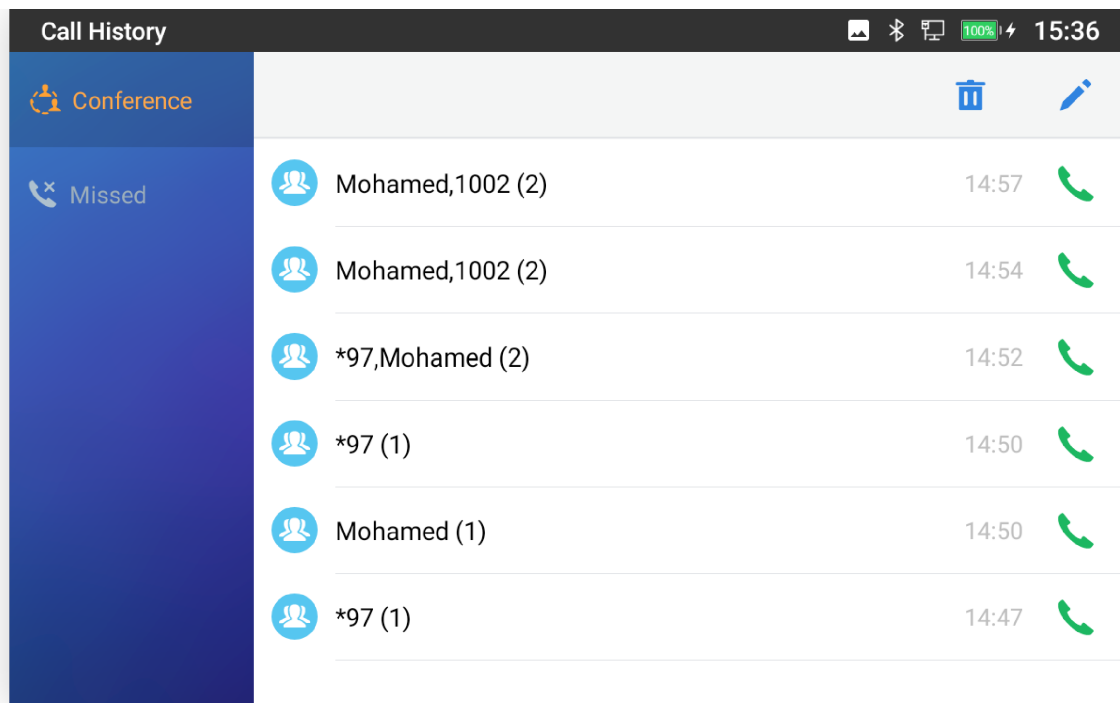 Call History 100% 15:36
Conference
Missed
Mohamed,1002 (2) 14:57
Mohamed,1002 (2) 14:54
*97,Mohamed (2) 14:52
*97 (1) 14:50
Mohamed (1) 14:50
*97 (1) 14:47